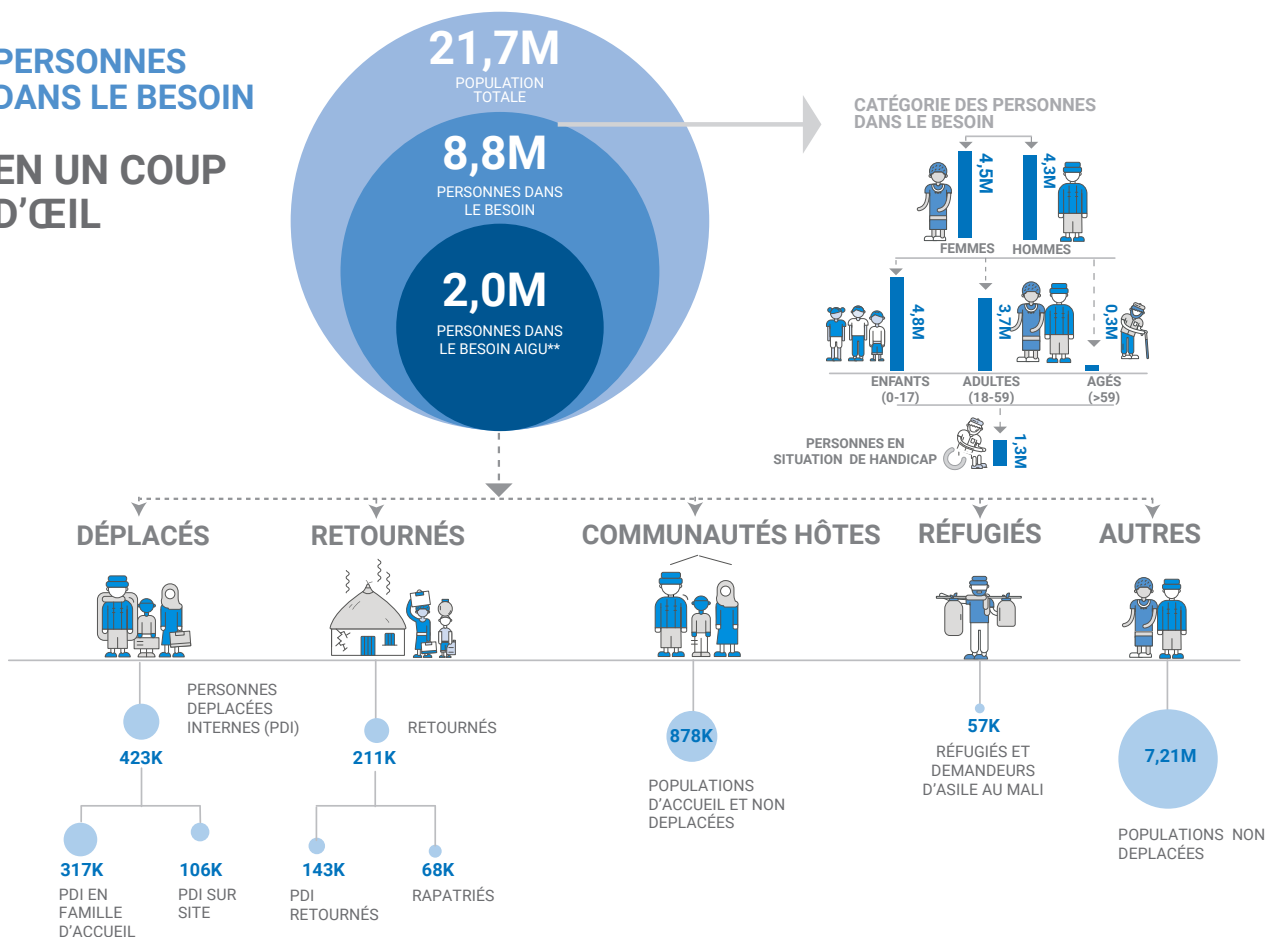 PERSONNES
DANS LE BESOIN
EN UN COUP
D'ŒIL
21,7M
POPULATION
TOTALE
8,8M
PERSONNES DANS
LE BESOIN
2,0M
PERSONNES DANS
LE BESOIN AIGU**
CATÉGORIE DES PERSONNES
DANS LE BESOIN
4,5M
4,3M
FEMMES
HOMMES
4,8M
3,7M
0,3M
ENFANTS
(0-17)
ADULTES
(18-59)
AGÉS
(>59)
PERSONNES EN
SITUATION DE HANDICAP
1,3M
DÉPLACÉS
RETOURNÉS
COMMUNAUTÉS HÔTES
RÉFUGIÉS
AUTRES
PERSONNES
DEPLACÉES
INTERNES (PDI)
423K
317K
PDI EN
FAMILLE
D'ACCUEIL
106K
PDI SUR
SITE
RETOURNÉS
211K
143K
PDI
RETOURNÉS
68K
RAPATRIÉS
878K
POPULATIONS
D'ACCUEIL ET NON
DEPLACÉES
57K
RÉFUGIÉS ET
DEMANDEURS
D'ASILE AU MALI
7,21M
POPULATIONS NON
DEPLACÉES